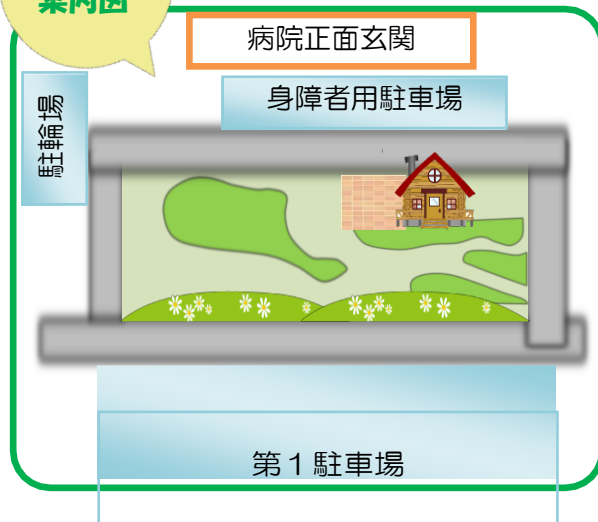 案内図
病院正面玄関
身障者用駐車場
駐輪場
第１駐車場